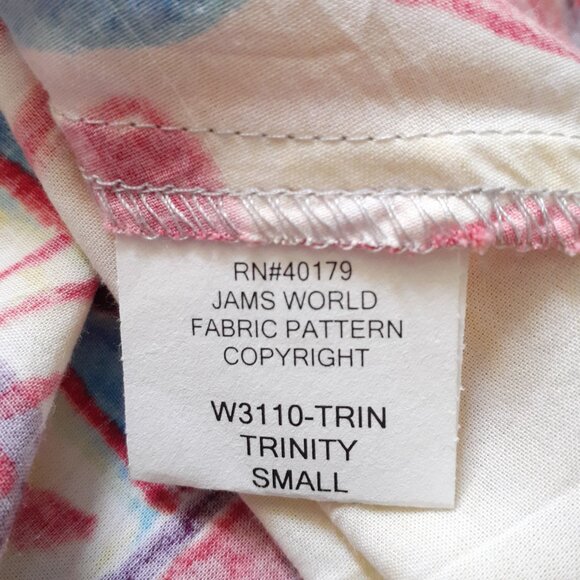 RN#40179
JAMS WORLD
FABRIC PATTERN
COPYRIGHT
W3110-TRIN
TRINITY
SMALL